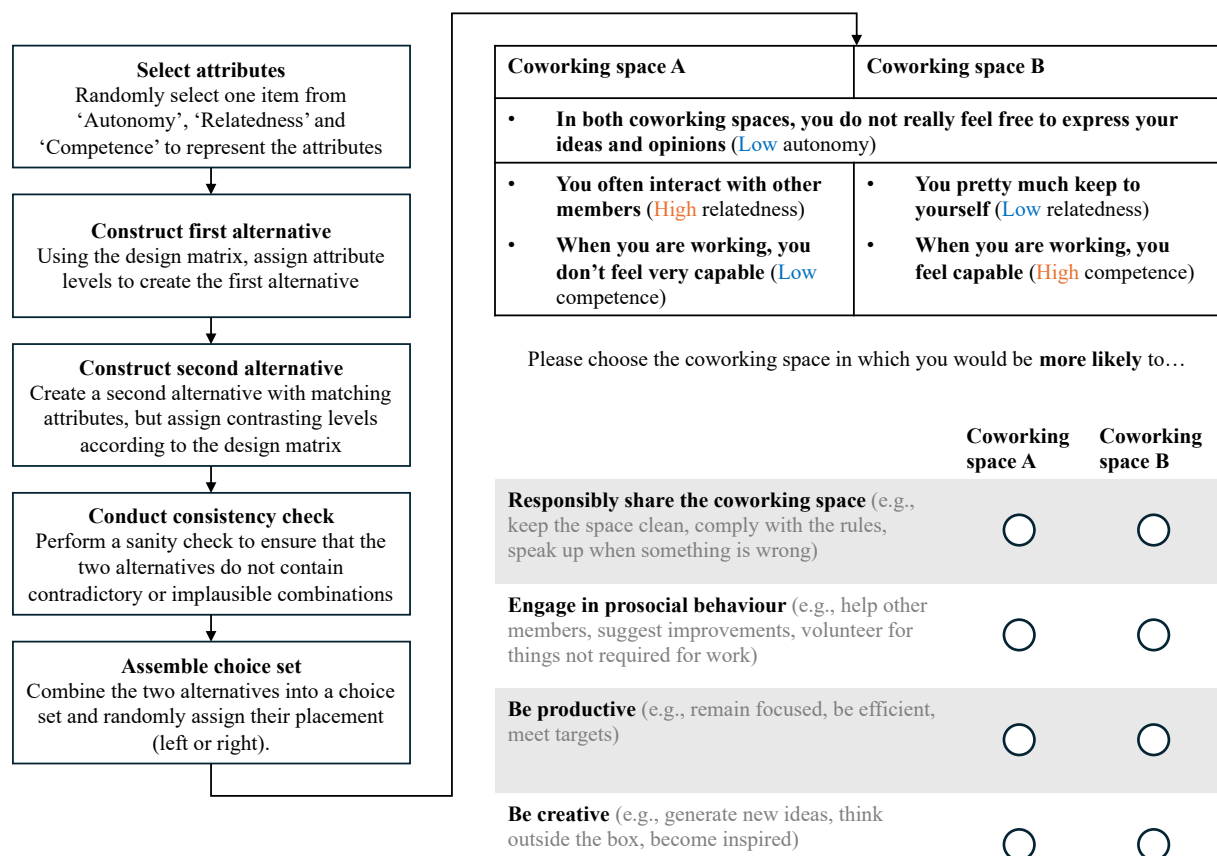 Select attributes
Randomly select one item from
‘Autonomy’, ‘Relatedness’ and
‘Competence’ to represent the attributes
Construct first alternative
Using the design matrix, assign attribute
levels to create the first alternative
Construct second alternative
Create a second alternative with matching
attributes, but assign contrasting levels
according to the design matrix
Conduct consistency check
Perform a sanity check to ensure that the
two alternatives do not contain
contradictory or implausible combinations
Assemble choice set
Combine the two alternatives into a choice
set and randomly assign their placement
(left or right).
Coworking space A
Coworking space B
• In both coworking spaces, you do not really feel free to express your
ideas and opinions (Low autonomy)
• You often interact with other
members (High relatedness)
• When you are working, you
don’t feel very capable (Low
competence)
• You pretty much keep to
yourself (Low relatedness)
• When you are working, you
feel capable (High competence)
Please choose the coworking space in which you would be more likely to…
Coworking
space A
Coworking
space B
Responsibly share the coworking space (e.g.,
keep the space clean, comply with the rules,
speak up when something is wrong)
Engage in prosocial behaviour (e.g., help other
members, suggest improvements, volunteer for
things not required for work)
Be productive (e.g., remain focused, be efficient,
meet targets)
Be creative (e.g., generate new ideas, think
outside the box, become inspired)